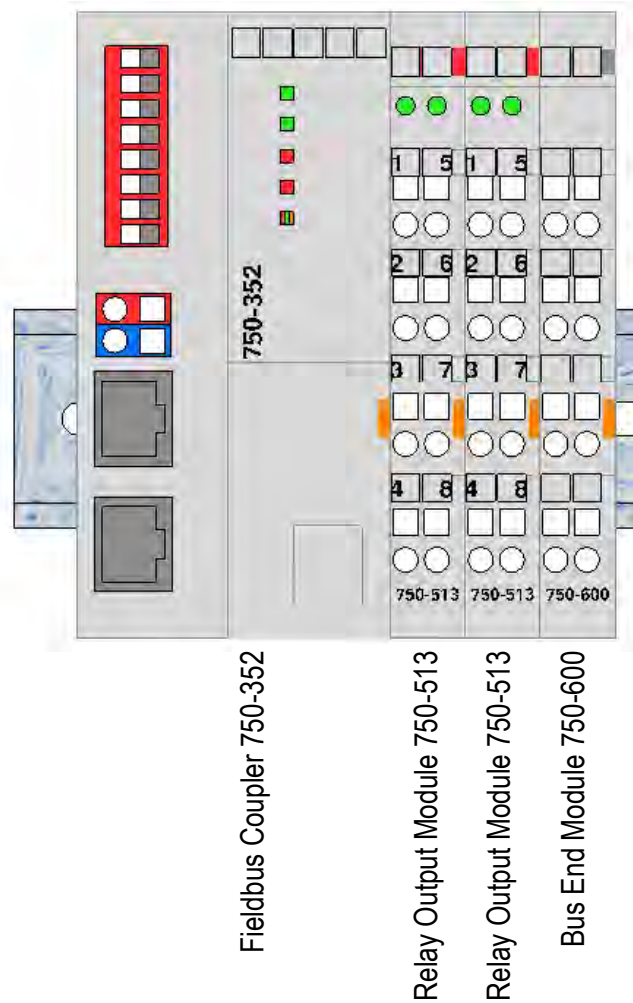 750-352
1 5 1 5
2 6 2 6
3 7 3 7
4 8 4 8
750-513 750-513 750-600
Fieldbus Coupler 750-352
Relay Output Module 750-513
Relay Output Module 750-513
Bus End Module 750-600